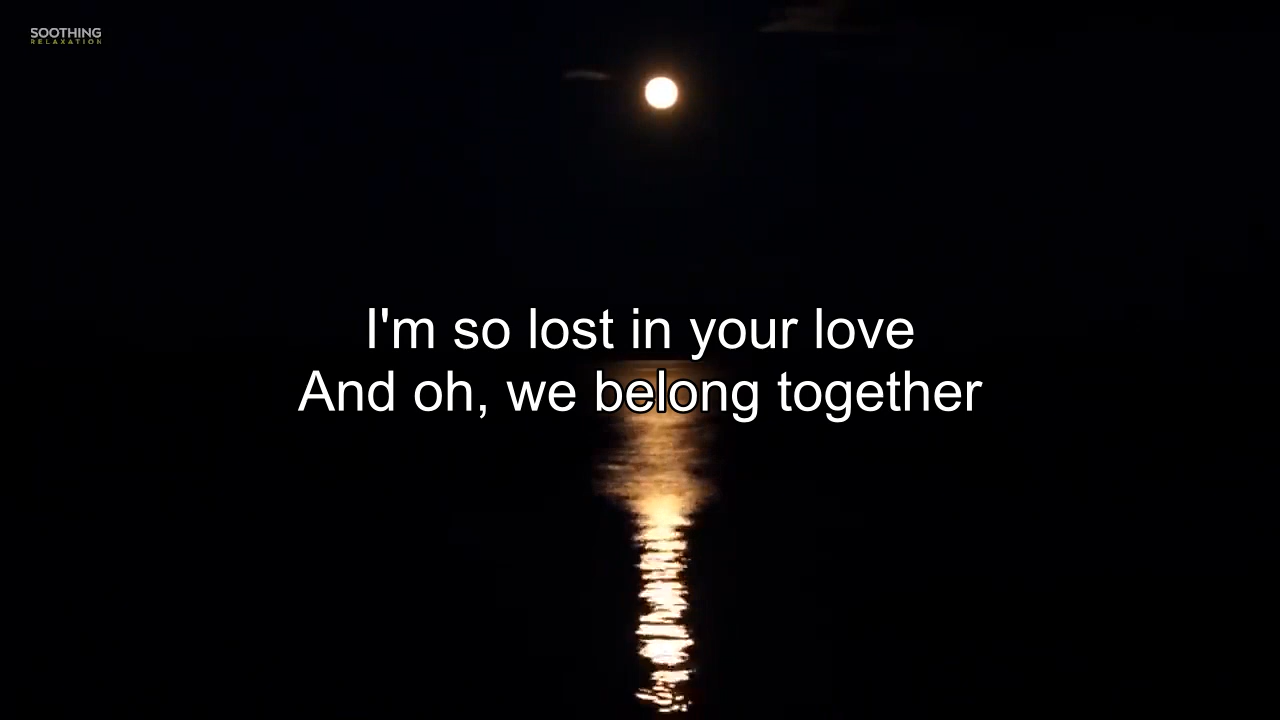 SOOTHING
RELAXATION
I'm so lost in your love
And oh, we belong together